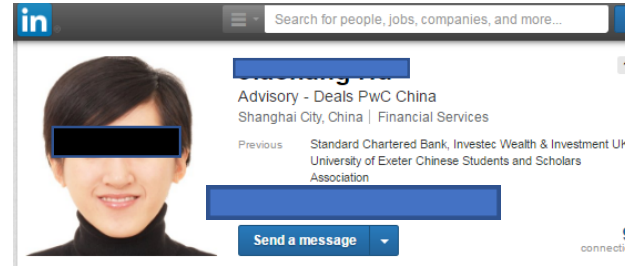 in
Search for people, jobs, companies, and more...
Advisory - Deals PwC China
Shanghai City, China | Financial Services
Previous Standard Chartered Bank, Investec Wealth & Investment UK
University of Exeter Chinese Students and Scholars
Association
Send a message